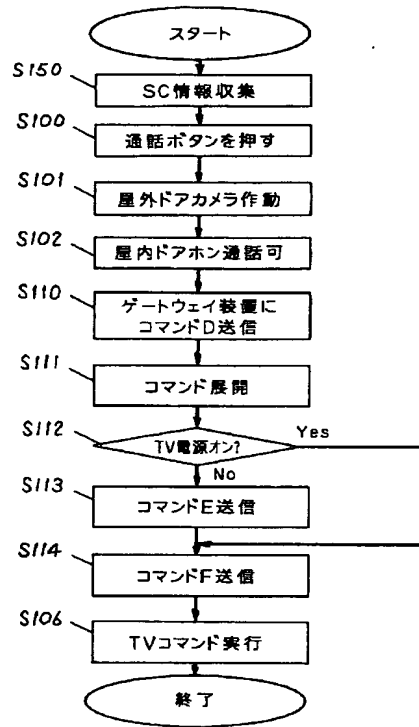 スタート
S150
SC情報収集
S100
通話ボタンを押す
S101
屋外ドアカメラ作動
S102
屋内ドアホン通話可
S110
ゲートウェイ装置に
コマンドD送信
S111
コマンド展開
S112
TV電源オン?
Yes
No
S113
コマンドE送信
S114
コマンドF送信
S106
TVコマンド実行
終了